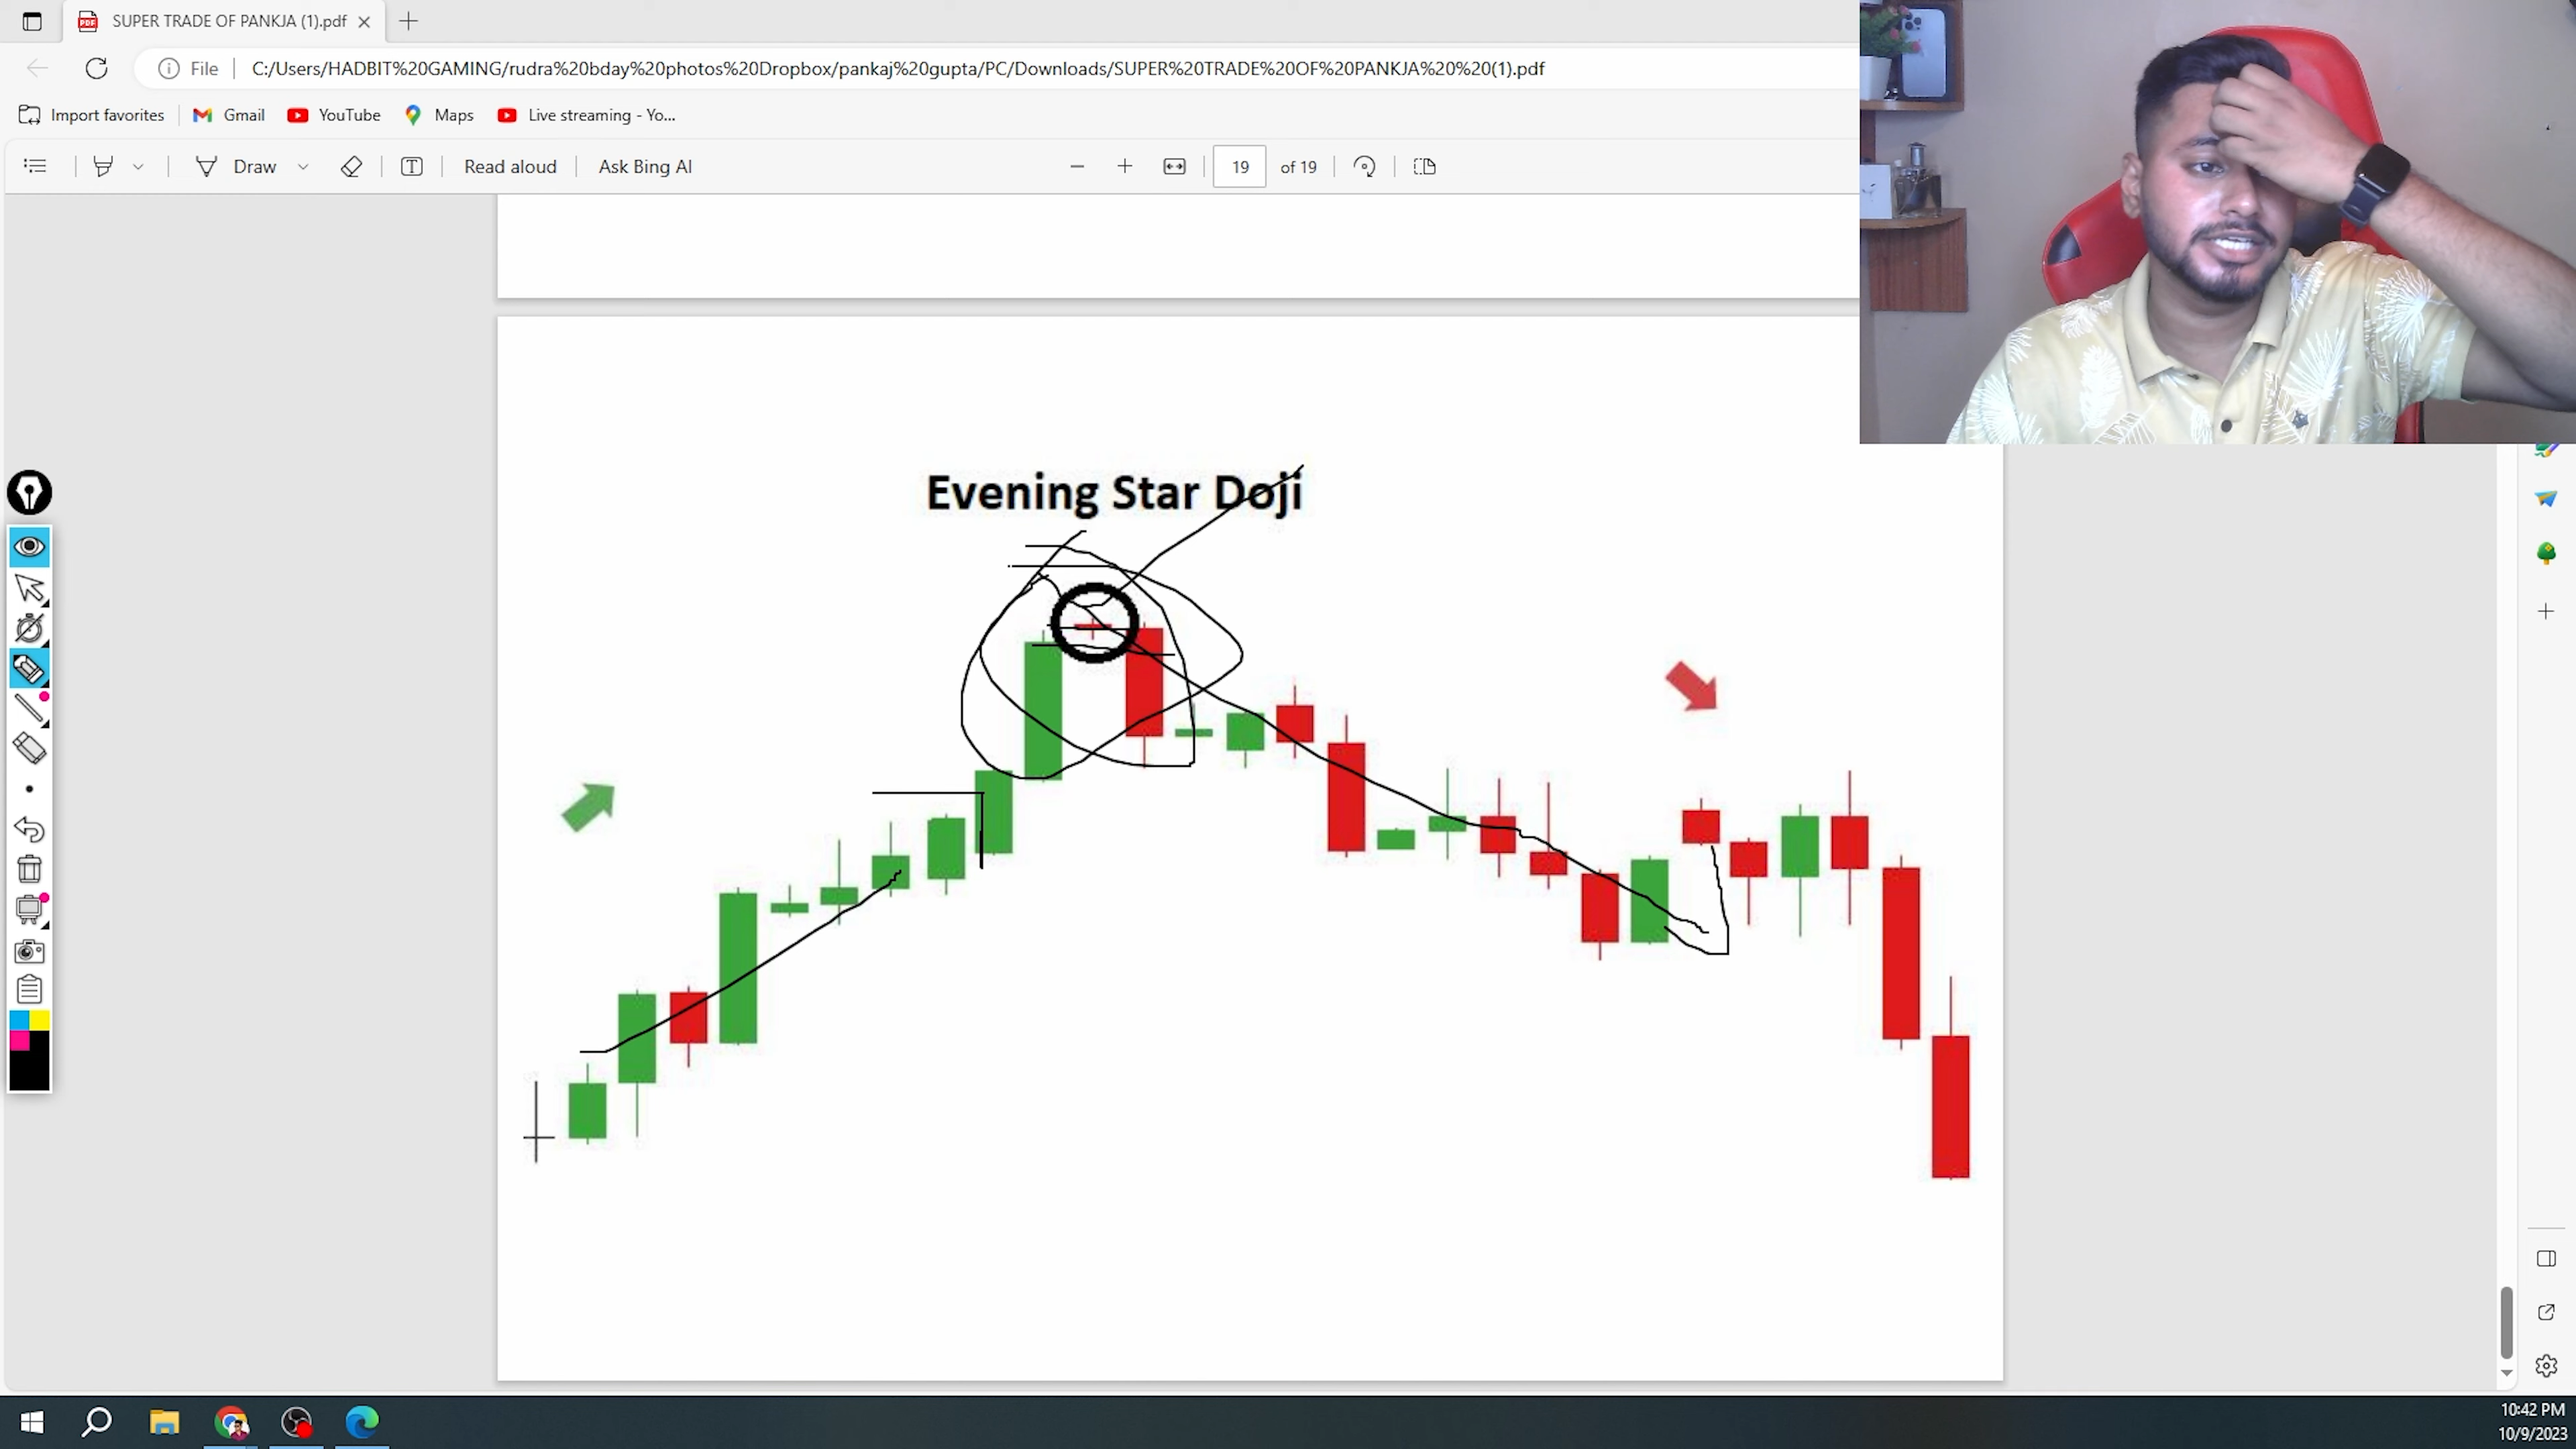 SUPER TRADE OF PANKJA (1).pdf
File
C:/Users/HADBIT%20GAMING/rudra%20bday%20photos%20Dropbox/pankaj%20gupta/PC/Downloads/SUPER%20TRADE%20OF%20PANKJA%20%20(1).pdf
Import favorites Gmail YouTube Maps Live streaming - Yo...
Draw Read aloud Ask Bing AI 19 of 19
Evening Star Doji
10:42 PM
10/9/2023